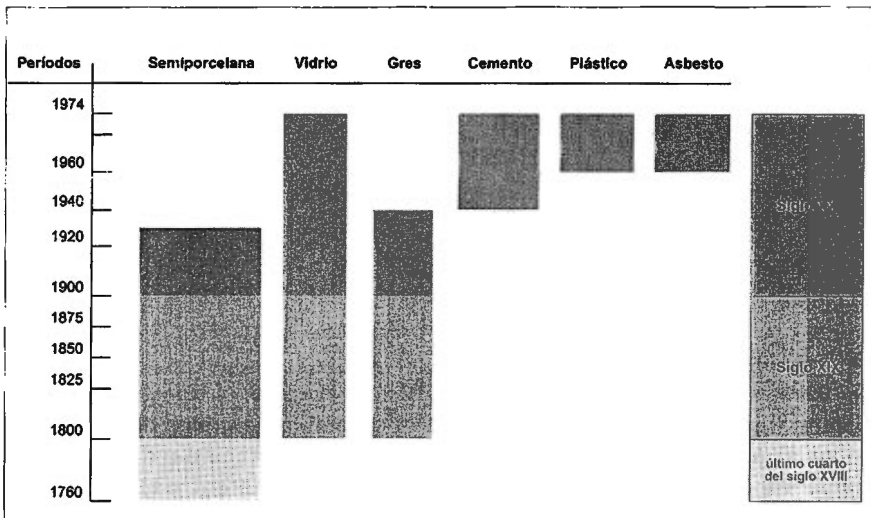 Períodos Semiporcelana Vidrio Gres Cemento Plástico Asbesto
1974
1960
1940
1920
1900
1875
1850
1825
1800
1760
Siglo XX
Siglo XIX
último cuarto
del siglo XVIII